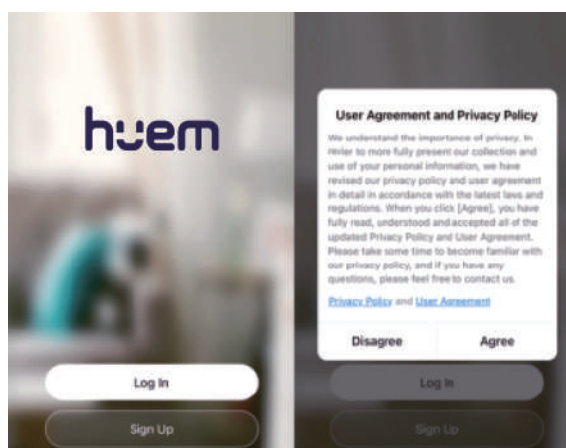 huem
Log In
Sign Up
User Agreement and Privacy Policy
We understand the importance of privacy. In
order to more fully present our collection and
use of your personal information, we have
revised our privacy policy and user agreement
in detail in accordance with the latest laws and
regulations. When you click [Agree], you have
fully read, understood and accepted all of the
updated Privacy Policy and User Agreement.
Please take some time to become familiar with
our privacy policy, and if you have any
questions, please feel free to contact us.
Privacy Policy and User Agreement
Disagree Agree
Log In
Sign Up